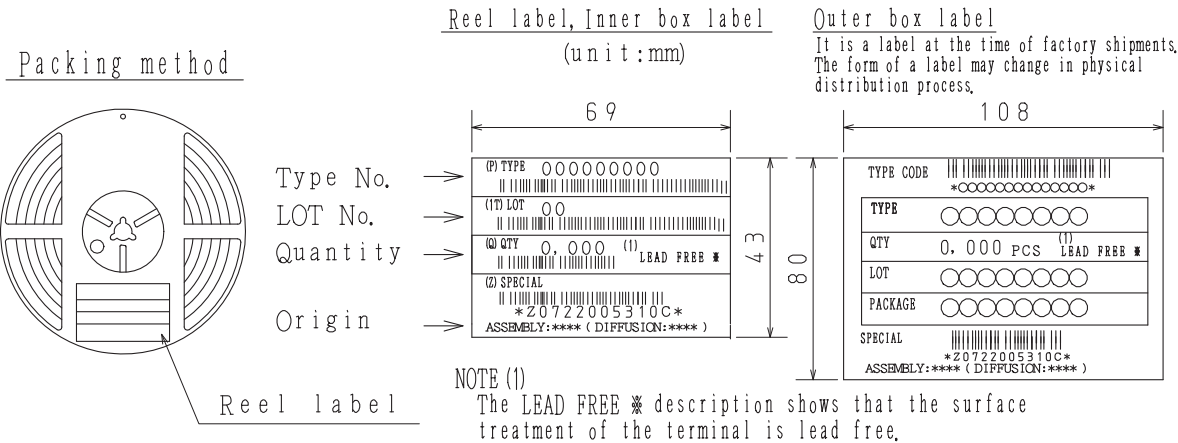 Packing method
Reel label
Reel label, Inner box label
(unit:mm)
69
43
Type No.
LOT No.
Quantity
Origin
(P) TYPE 000000000
(1T) LOT 00
(Q) QTY 0,000 (1) LEAD FREE ※
(Z) SPECIAL
*Z0722005310C*
ASSEMBLY:**** (DIFFUSION:****)
NOTE (1)
The LEAD FREE ※ description shows that the surface
treatment of the terminal is lead free.
Outer box label
It is a label at the time of factory shipments.
The form of a label may change in physical
distribution process.
108
80
TYPE CODE
*○○○○○○○○○○○○○○*
TYPE ○○○○○○○○
QTY 0,000 PCS (1) LEAD FREE ※
LOT ○○○○○○○○
PACKAGE ○○○○○○○○
SPECIAL
*Z0722005310C*
ASSEMBLY:**** (DIFFUSION:****)